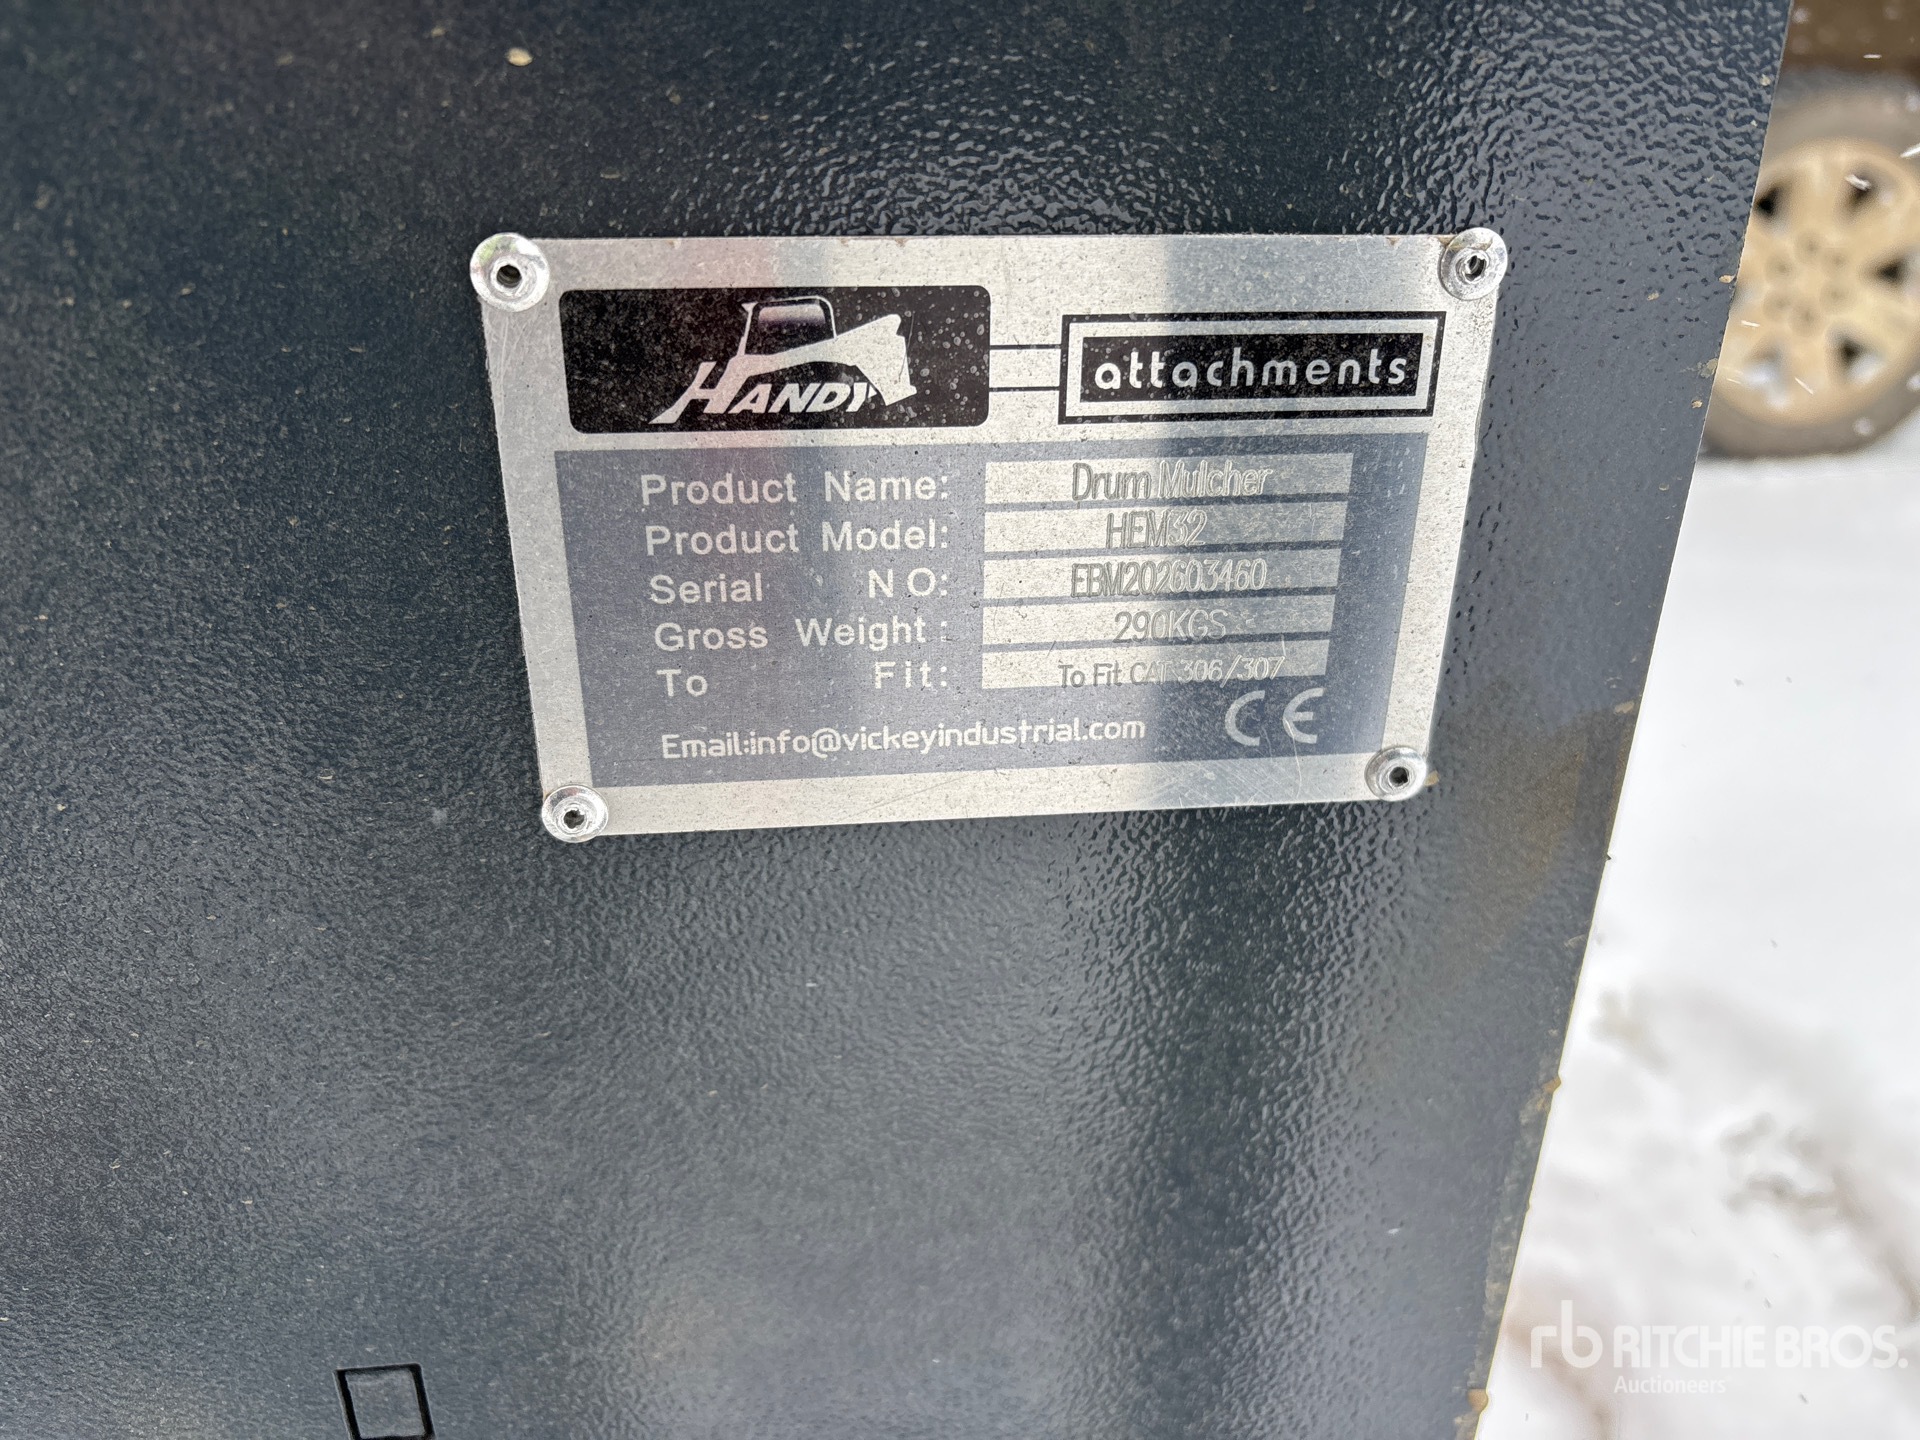 HANDY attachments
Product Name: Drum Mulcher
Product Model: HEM32
Serial NO: EBM202603460
Gross Weight: 290KGS
To Fit: To Fit CAT 306/307
Email:info@vickeyindustrial.com CE
rb RITCHIE BROS.
Auctioneers